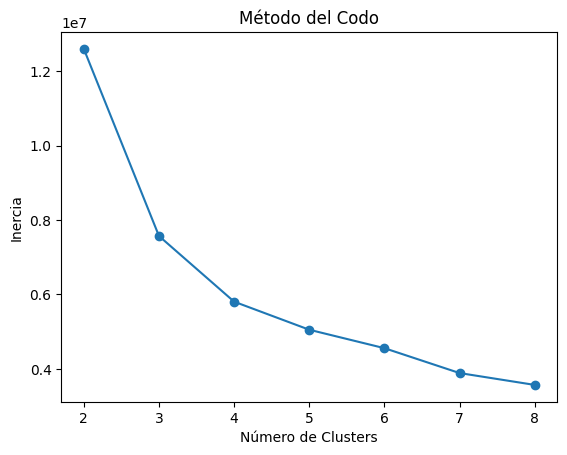 Método del Codo
1e7
1.2
1.0
0.8
0.6
0.4
Inercia
2 3 4 5 6 7 8
Número de Clusters